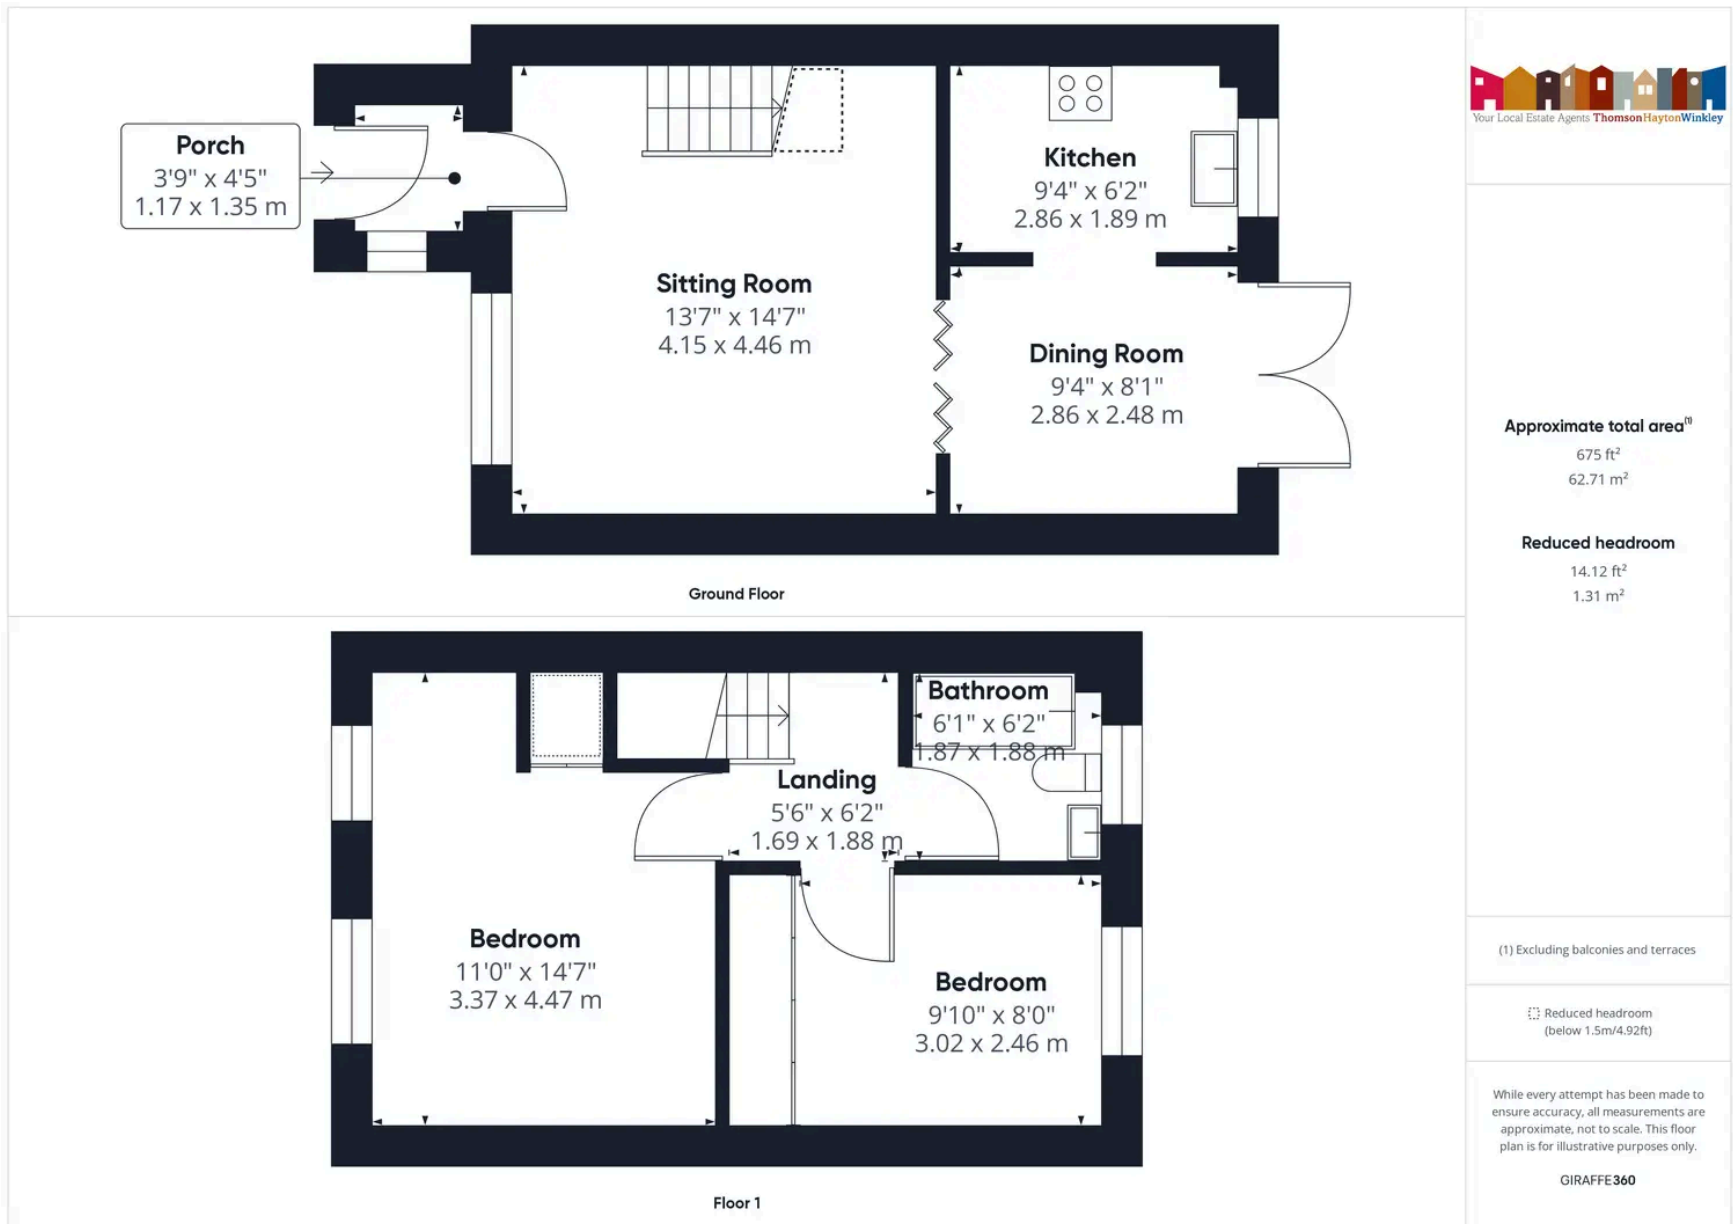 Porch
3'9" x 4'5"
1.17 x 1.35 m
Sitting Room
13'7" x 14'7"
4.15 x 4.46 m
Kitchen
9'4" x 6'2"
2.86 x 1.89 m
Dining Room
9'4" x 8'1"
2.86 x 2.48 m
Ground Floor
Bathroom
6'1" x 6'2"
1.87 x 1.88 m
Landing
5'6" x 6'2"
1.69 x 1.88 m
Bedroom
11'0" x 14'7"
3.37 x 4.47 m
Bedroom
9'10" x 8'0"
3.02 x 2.46 m
Floor 1
Your Local Estate Agents ThomsonHaytonWinkley
Approximate total area⁽¹⁾
675 ft²
62.71 m²
Reduced headroom
14.12 ft²
1.31 m²
(1) Excluding balconies and terraces
Reduced headroom
(below 1.5m/4.92ft)
While every attempt has been made to
ensure accuracy, all measurements are
approximate, not to scale. This floor
plan is for illustrative purposes only.
GIRAFFE360